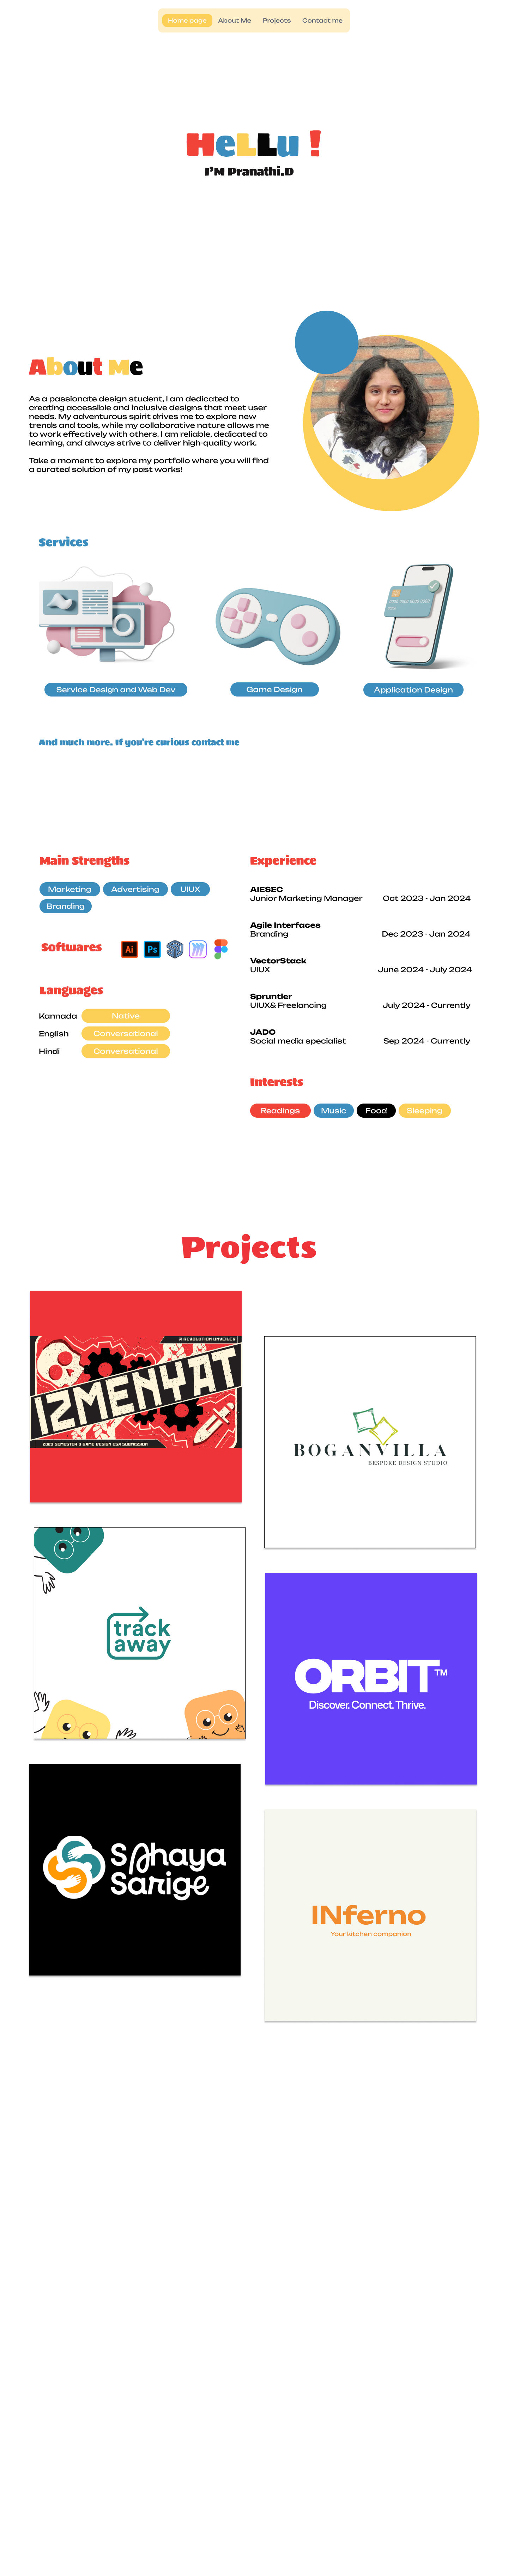 Home page
About Me
Projects
Contact me
HeLLu !
I'M Pranathi.D
About Me
As a passionate design student, I am dedicated to
creating accessible and inclusive designs that meet user
needs. My adventurous spirit drives me to explore new
trends and tools, while my collaborative nature allows me
to work effectively with others. I am reliable, dedicated to
learning, and always strive to deliver high-quality work.
Take a moment to explore my portfolio where you will find
a curated solution of my past works!
Services
Service Design and Web Dev
Game Design
Application Design
And much more. If you're curious contact me
Main Strengths
Marketing
Advertising
UIUX
Branding
Softwares
Ai
Ps
Languages
Kannada
Native
English
Conversational
Hindi
Conversational
Experience
AIESEC
Junior Marketing Manager
Oct 2023 - Jan 2024
Agile Interfaces
Branding
Dec 2023 - Jan 2024
VectorStack
UIUX
June 2024 - July 2024
Spruntler
UIUX& Freelancing
July 2024 - Currently
JADO
Social media specialist
Sep 2024 - Currently
Interests
Readings
Music
Food
Sleeping
Projects
A REVOLUTION UNVEILED
IZMENYAT
2023 SEMESTER 3 GAME DESIGN ESA SUBMISSION
BOGANVILLA
BESPOKE DESIGN STUDIO
track
away
ORBIT™
Discover. Connect. Thrive.
Sahaya
Sarige
INferno
Your kitchen companion